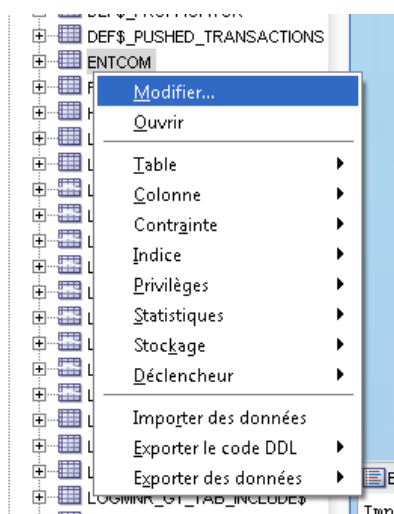 DEF$_PUSHED_TRANSACTIONS
ENTCOM
Modifier...
Ouvrir
Table
Colonne
Contrainte
Indice
Privilèges
Statistiques
Stockage
Déclencheur
Importer des données
Exporter le code DDL
Exporter des données
LOGMNR_GT_TAB_INCLUDE$